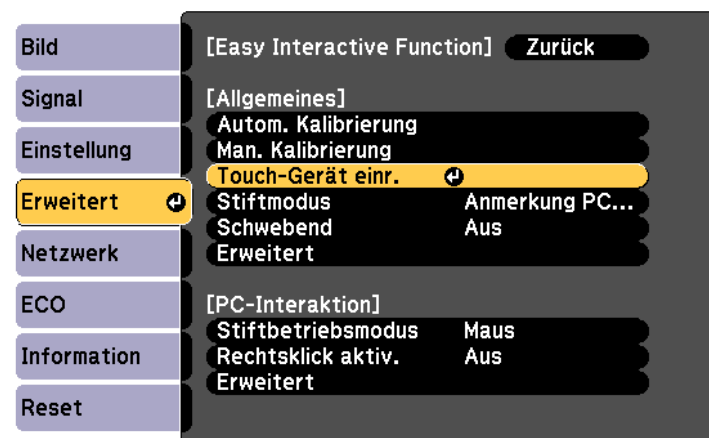 Bild
Signal
Einstellung
Erweitert
Netzwerk
ECO
Information
Reset
[Easy Interactive Function] Zurück
[Allgemeines]
Autom. Kalibrierung
Man. Kalibrierung
Touch-Gerät einr.
Stiftmodus Anmerkung PC...
Schwebend Aus
Erweitert
[PC-Interaktion]
Stiftbetriebsmodus Maus
Rechtsklick aktiv. Aus
Erweitert